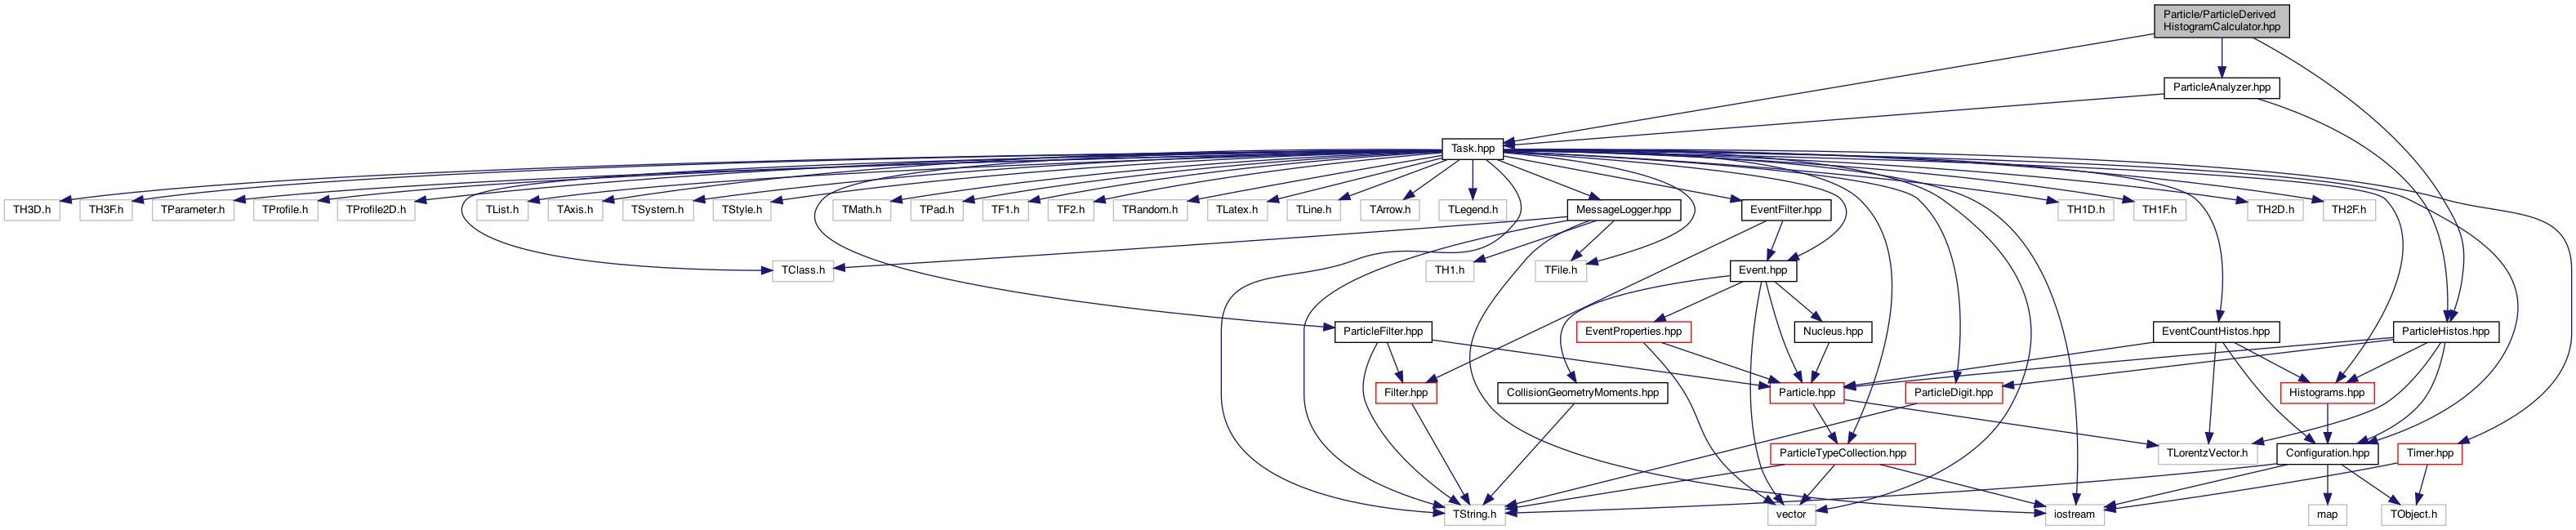 Particle/ParticleDerived
HistogramCalculator.hpp
ParticleAnalyzer.hpp
Task.hpp
TH3D.h
TH3F.h
TParameter.h
TProfile.h
TProfile2D.h
TList.h
TAxis.h
TSystem.h
TStyle.h
TMath.h
TPad.h
TF1.h
TF2.h
TRandom.h
TLatex.h
TLine.h
TArrow.h
TLegend.h
MessageLogger.hpp
EventFilter.hpp
TH1D.h
TH1F.h
TH2D.h
TH2F.h
TClass.h
TH1.h
TFile.h
Event.hpp
ParticleFilter.hpp
EventProperties.hpp
Nucleus.hpp
EventCountHistos.hpp
ParticleHistos.hpp
Filter.hpp
CollisionGeometryMoments.hpp
Particle.hpp
ParticleDigit.hpp
Histograms.hpp
ParticleTypeCollection.hpp
TLorentzVector.h
Configuration.hpp
Timer.hpp
TString.h
vector
iostream
map
TObject.h